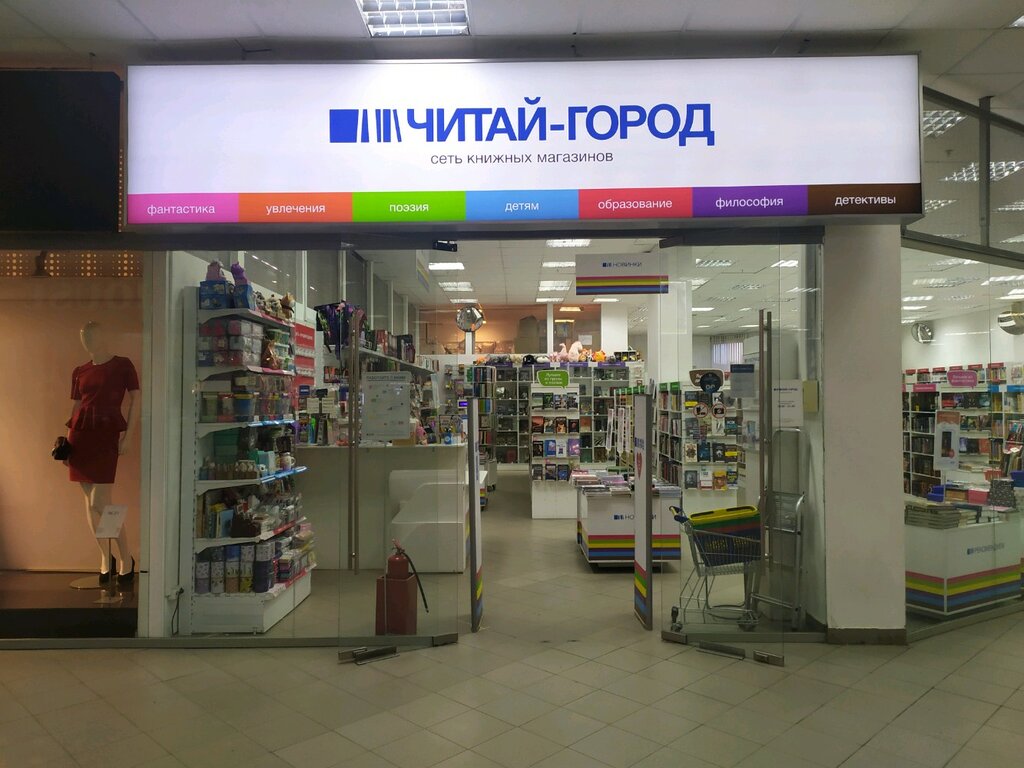 ЧИТАЙ-ГОРОД
сеть книжных магазинов
фантастика увлечения поэзия детям образование философия детективы
НОВИНКИ